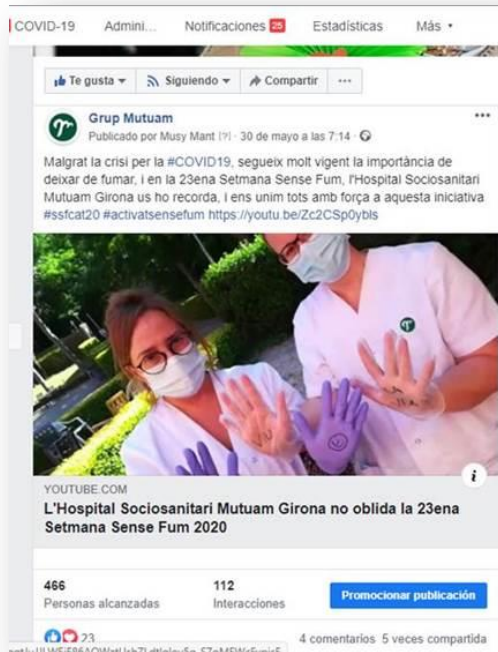 COVID-19 Admini... Notificaciones 25 Estadísticas Más
Te gusta Siguiendo Compartir ...
Grup Mutuam
Publicado por Musy Mant [?] · 30 de mayo a las 7:14 ·
Malgrat la crisi per la #COVID19, segueix molt vigent la importància de
deixar de fumar, i en la 23ena Setmana Sense Fum, l'Hospital Sociosanitari
Mutuam Girona us ho recorda, i ens unim tots amb força a aquesta iniciativa
#ssfcat20 #activatsensefum https://youtu.be/Zc2CSp0ybls
YOUTUBE.COM
L'Hospital Sociosanitari Mutuam Girona no oblida la 23ena
Setmana Sense Fum 2020
466 112 Promocionar publicación
Personas alcanzadas Interacciones
23 4 comentarios 5 veces compartida